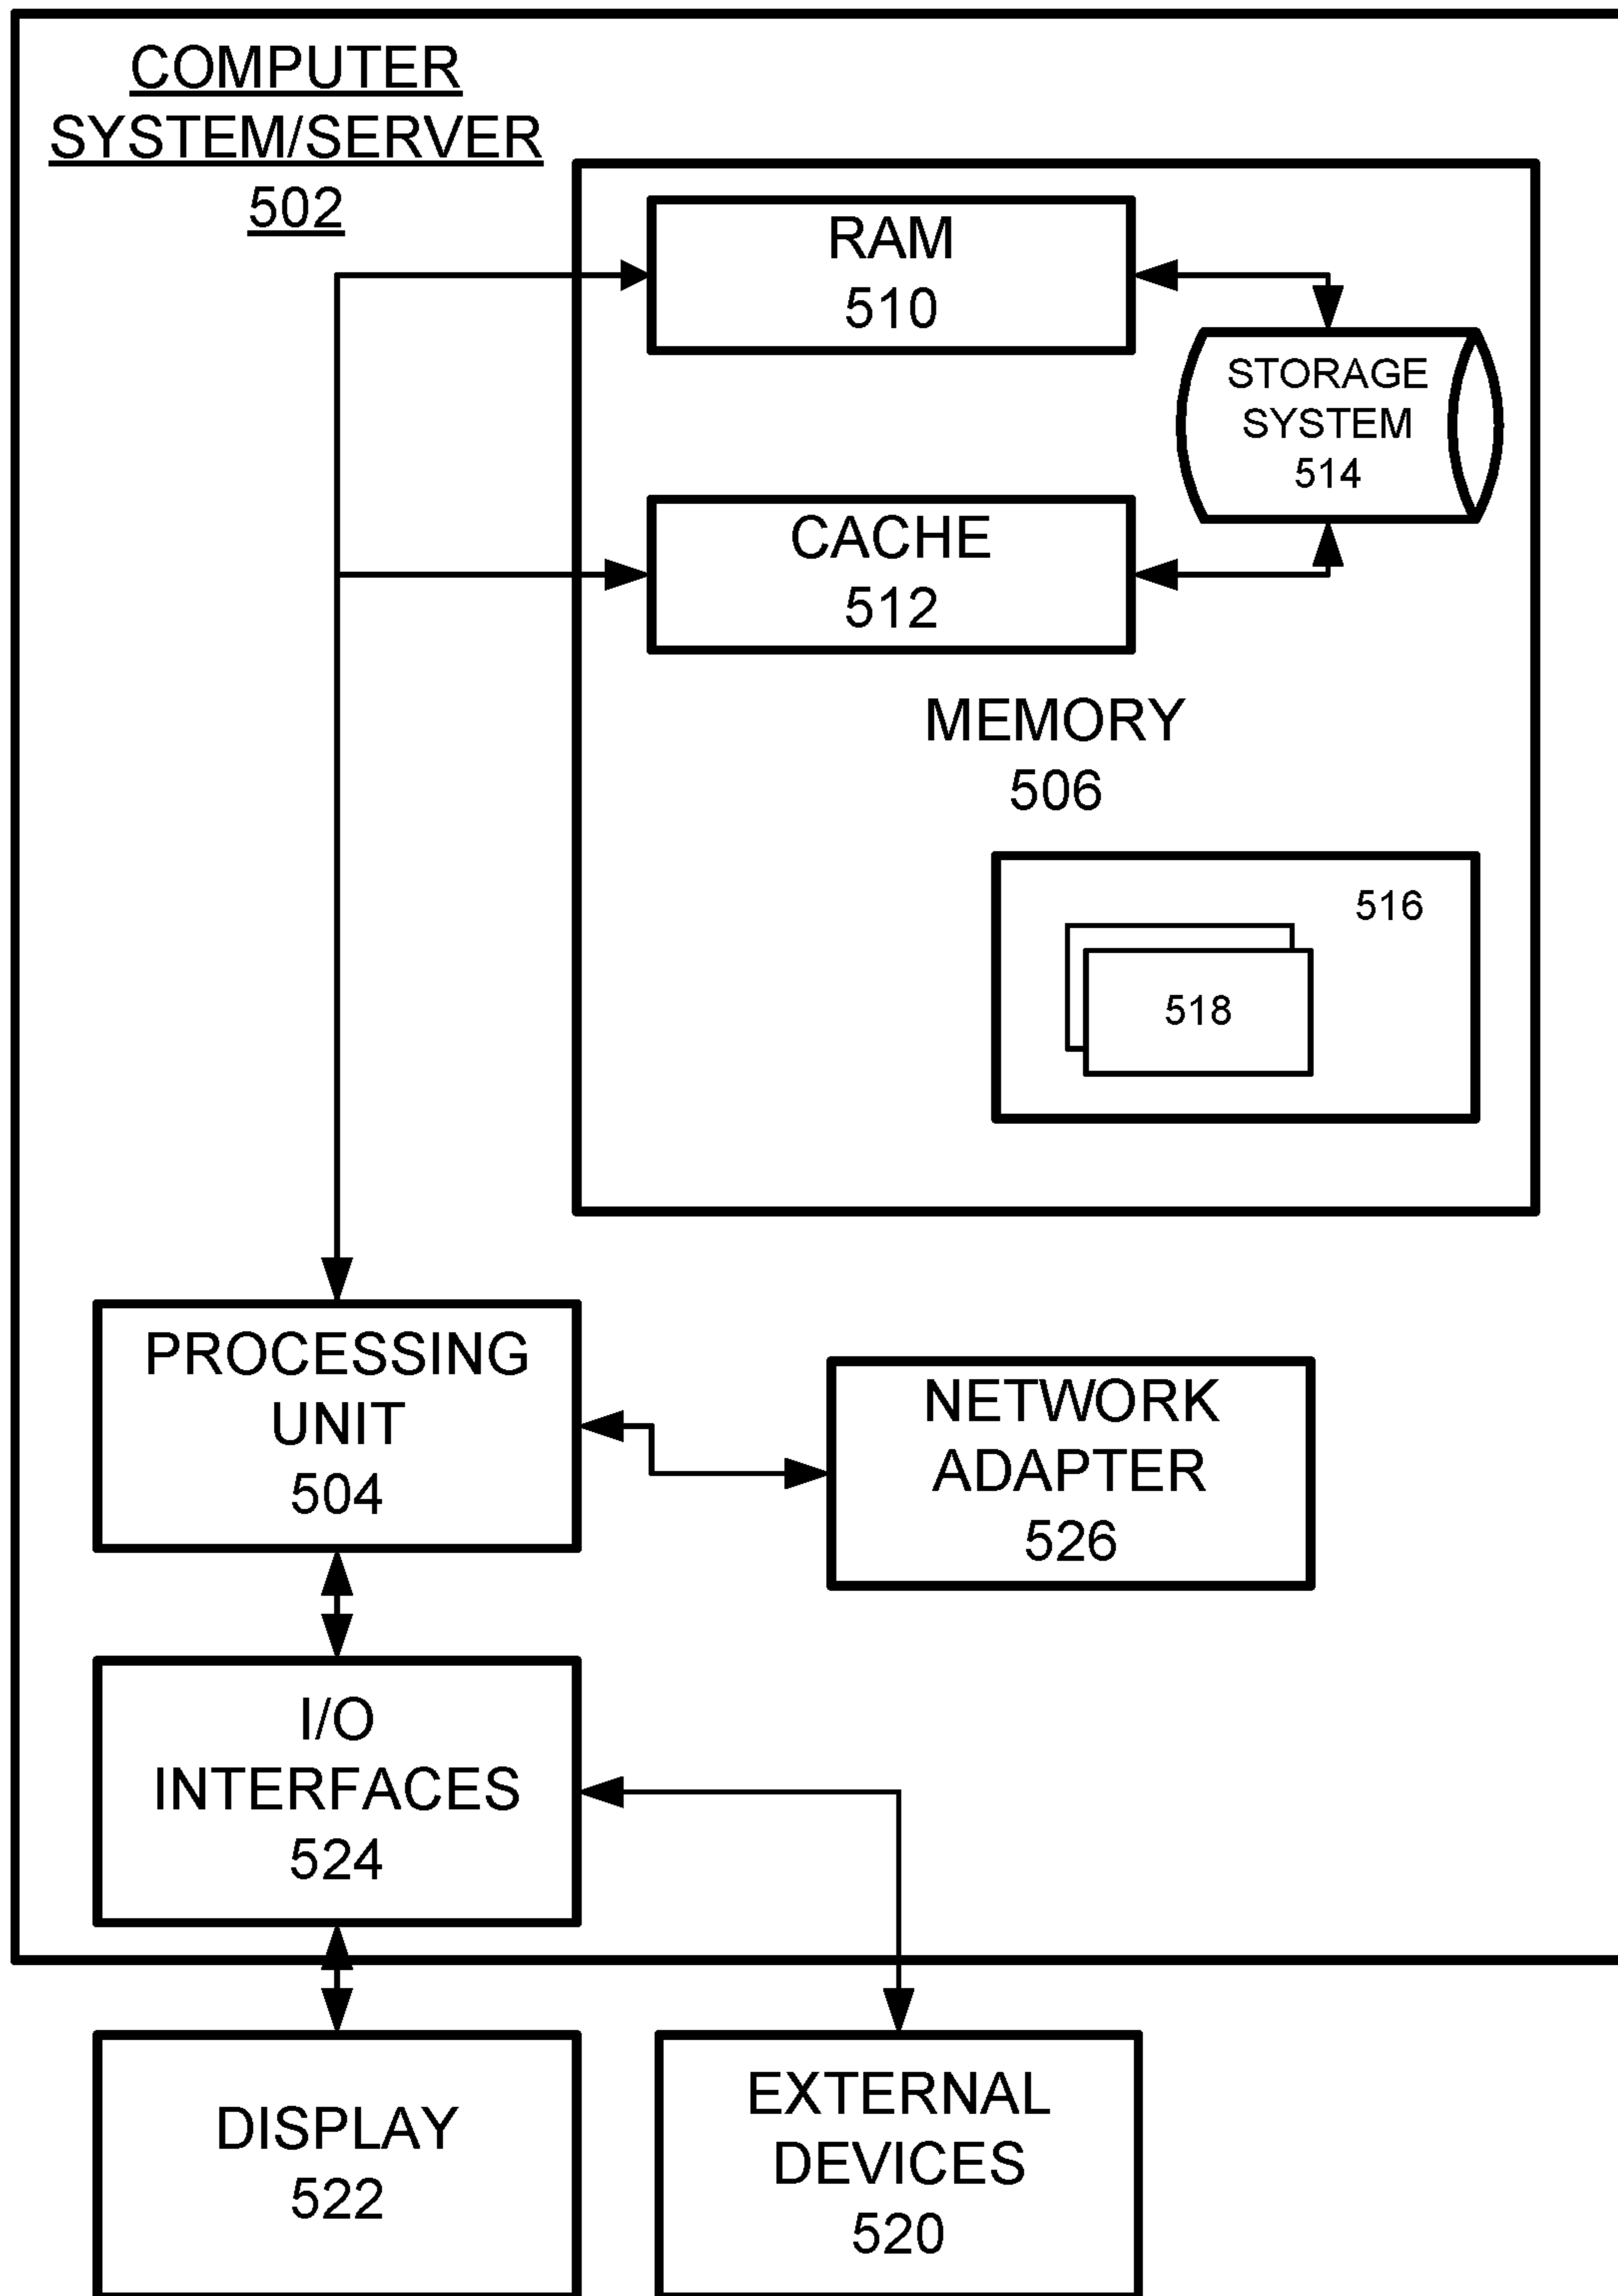 COMPUTER
SYSTEM/SERVER
502
RAM
510
STORAGE
SYSTEM
514
CACHE
512
MEMORY
506
516
518
PROCESSING
UNIT
504
NETWORK
ADAPTER
526
I/O
INTERFACES
524
DISPLAY
522
EXTERNAL
DEVICES
520